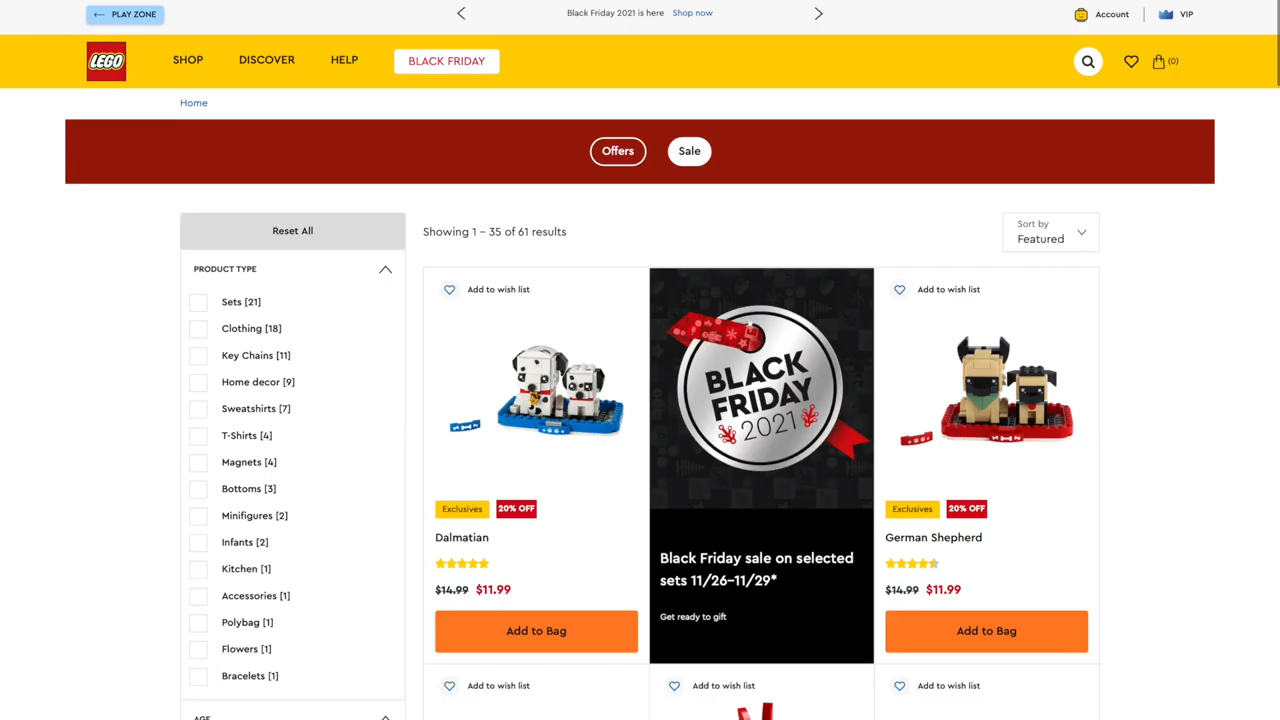 PLAY ZONE
Black Friday 2021 is here Shop now
Account
VIP
LEGO
SHOP
DISCOVER
HELP
BLACK FRIDAY
(0)
Home
Offers
Sale
Reset All
Showing 1 – 35 of 61 results
Sort by
Featured
PRODUCT TYPE
Sets [21]
Clothing [18]
Key Chains [11]
Home decor [9]
Sweatshirts [7]
T-Shirts [4]
Magnets [4]
Bottoms [3]
Minifigures [2]
Infants [2]
Kitchen [1]
Accessories [1]
Polybag [1]
Flowers [1]
Bracelets [1]
AGE
Add to wish list
Exclusives
20% OFF
Dalmatian
$14.99 $11.99
Add to Bag
BLACK
FRIDAY
2021
Black Friday sale on selected
sets 11/26–11/29*
Get ready to gift
Add to wish list
Exclusives
20% OFF
German Shepherd
$14.99 $11.99
Add to Bag
Add to wish list
Add to wish list
Add to wish list